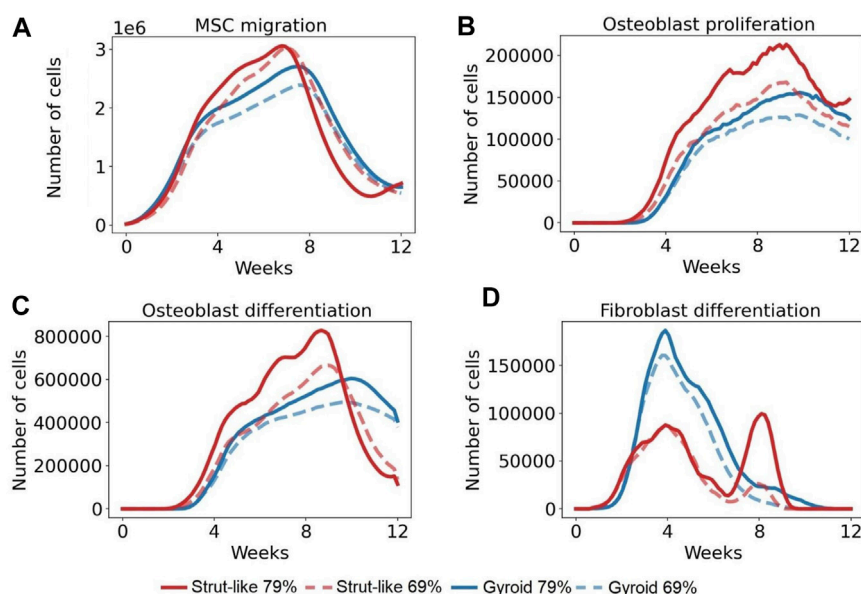 A
MSC migration
1e6
Number of cells
3
2
1
0
0 4 8 12
Weeks
B
Osteoblast proliferation
Number of cells
200000
150000
100000
50000
0
0 4 8 12
Weeks
C
Osteoblast differentiation
Number of cells
800000
600000
400000
200000
0
0 4 8 12
Weeks
D
Fibroblast differentiation
Number of cells
150000
100000
50000
0
0 4 8 12
Weeks
Strut-like 79% Strut-like 69% Gyroid 79% Gyroid 69%